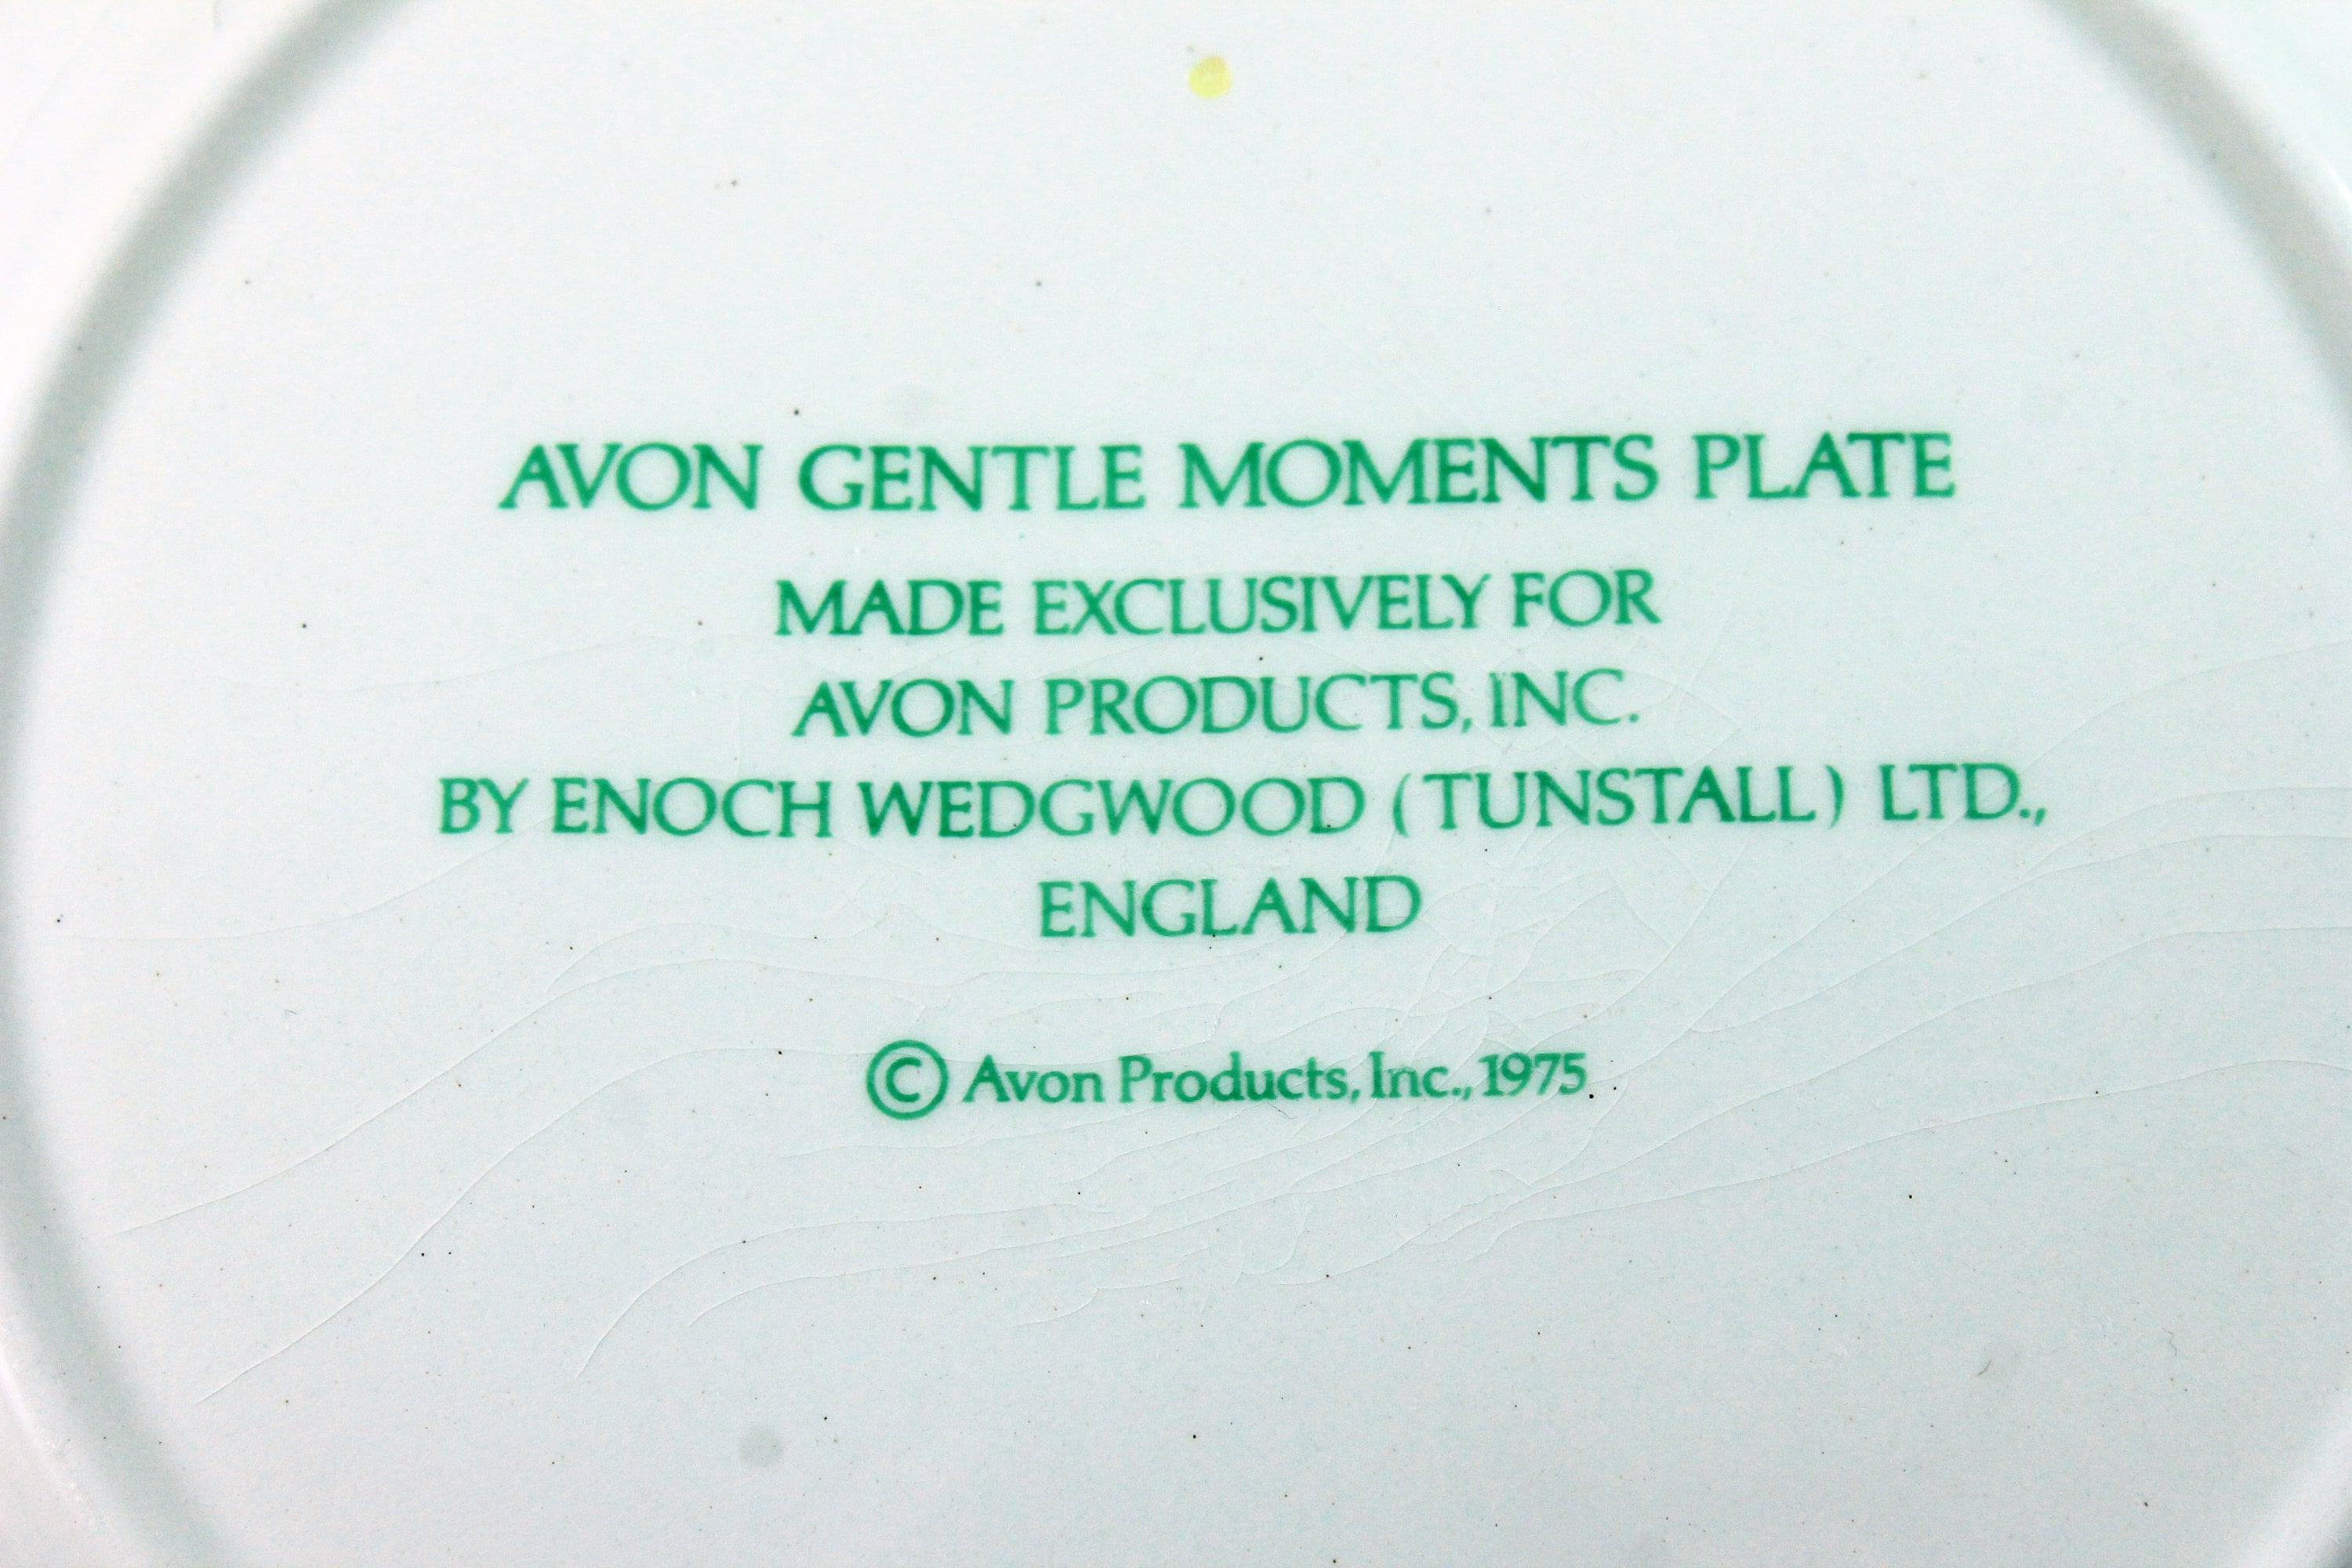 AVON GENTLE MOMENTS PLATE
MADE EXCLUSIVELY FOR
AVON PRODUCTS, INC.
BY ENOCH WEDGWOOD (TUNSTALL) LTD.,
ENGLAND
© Avon Products, Inc., 1975